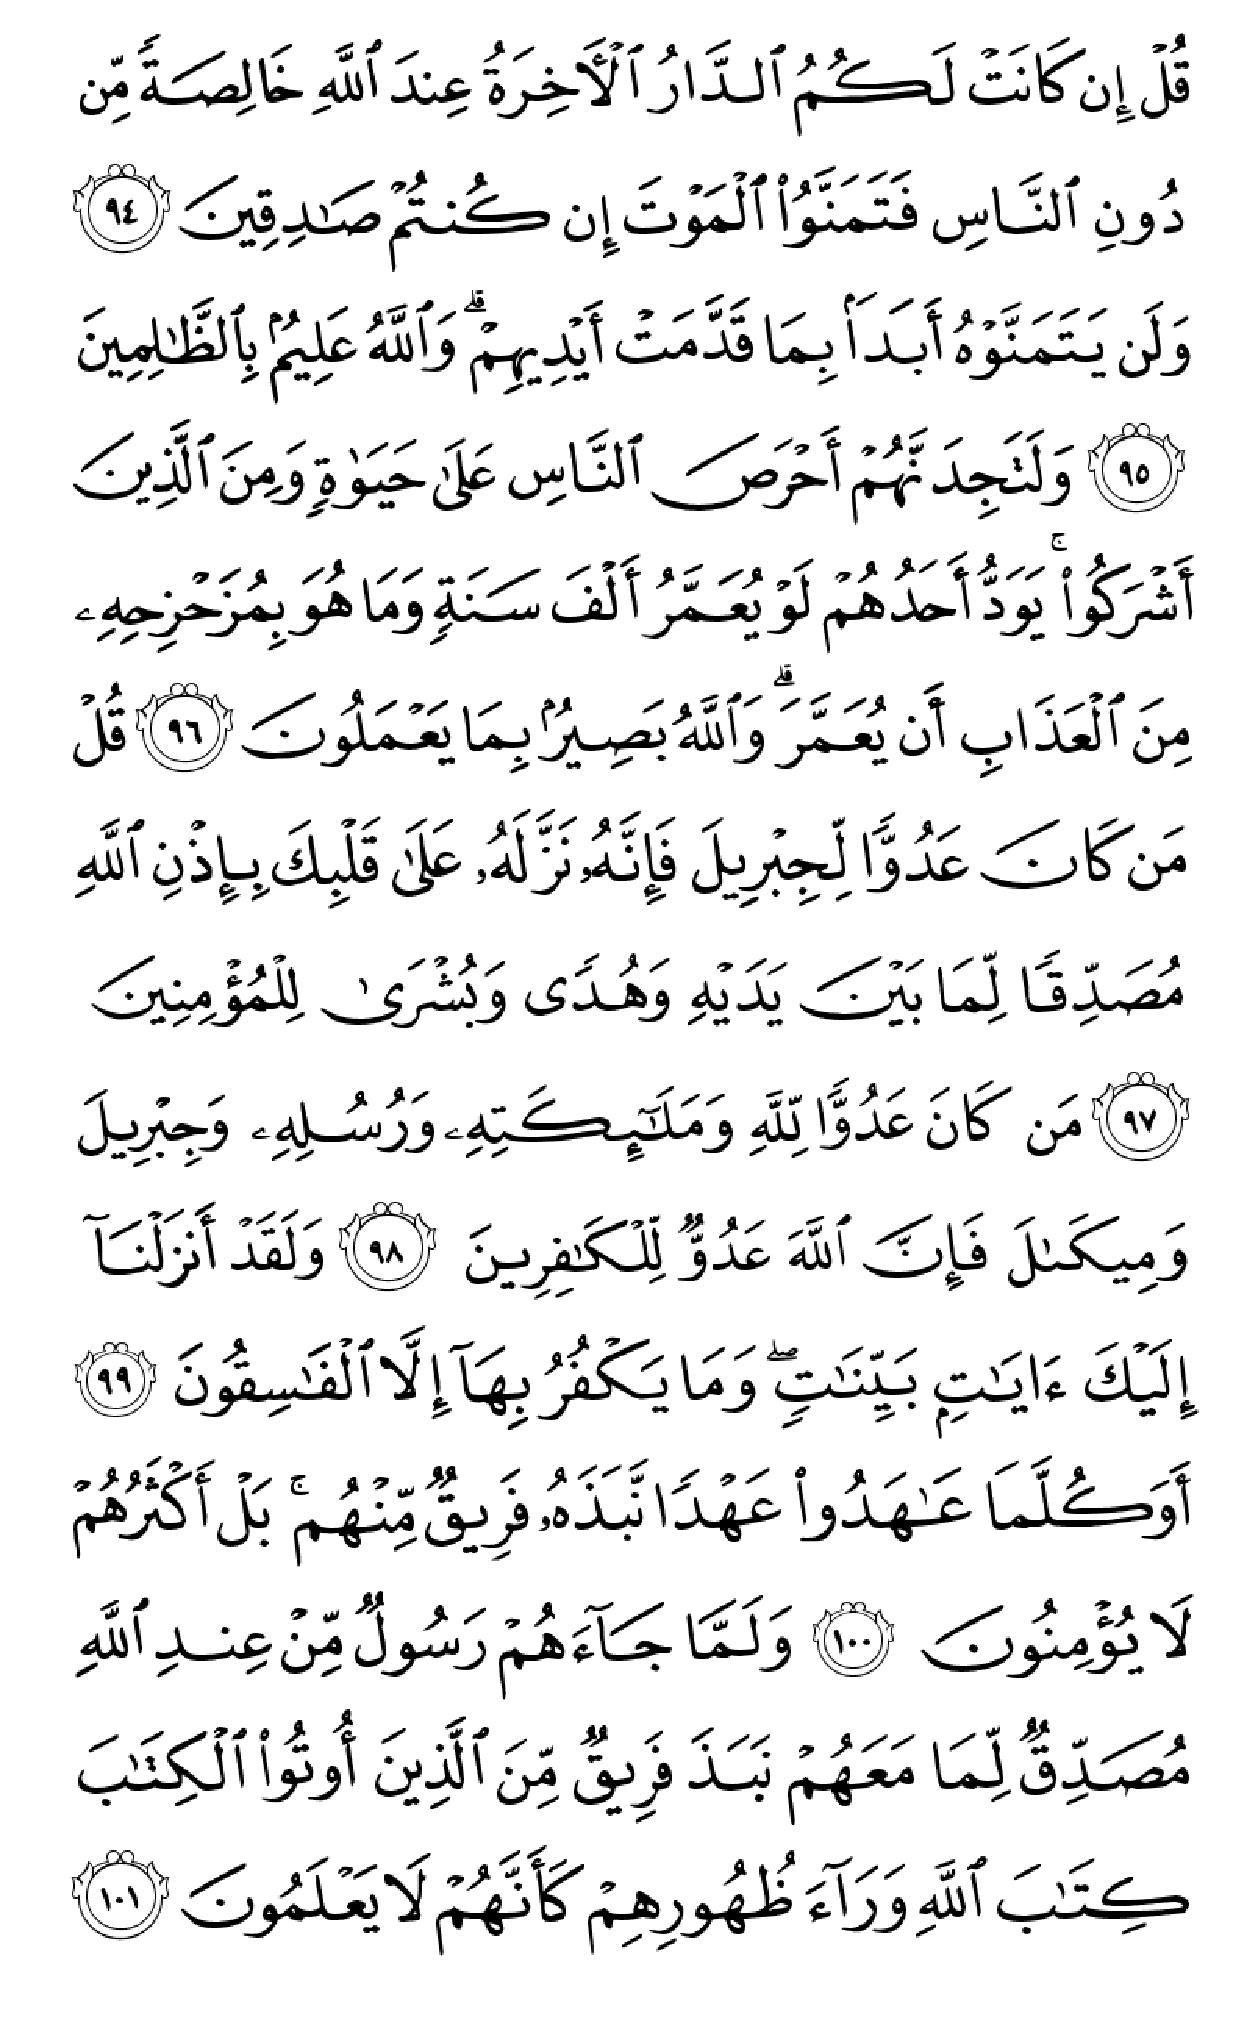 قُلْ إِن كَانَتْ لَكُمُ ٱلدَّارُ ٱلْأَخِرَةُ عِندَ ٱللَّهِ خَالِصَةً مِّن
دُونِ ٱلنَّاسِ فَتَمَنَّوُا۟ ٱلْمَوْتَ إِن كُنتُمْ صَٰدِقِينَ ٩٤
وَلَن يَتَمَنَّوْهُ أَبَدَۢا بِمَا قَدَّمَتْ أَيْدِيهِمْ ۗ وَٱللَّهُ عَلِيمُۢ بِٱلظَّٰلِمِينَ
٩٥ وَلَتَجِدَنَّهُمْ أَحْرَصَ ٱلنَّاسِ عَلَىٰ حَيَوٰةٍ وَمِنَ ٱلَّذِينَ
أَشْرَكُوا۟ ۚ يَوَدُّ أَحَدُهُمْ لَوْ يُعَمَّرُ أَلْفَ سَنَةٍ وَمَا هُوَ بِمُزَحْزِحِهِۦ
مِنَ ٱلْعَذَابِ أَن يُعَمَّرَ ۗ وَٱللَّهُ بَصِيرُۢ بِمَا يَعْمَلُونَ ٩٦ قُلْ
مَن كَانَ عَدُوًّا لِّجِبْرِيلَ فَإِنَّهُۥ نَزَّلَهُۥ عَلَىٰ قَلْبِكَ بِإِذْنِ ٱللَّهِ
مُصَدِّقًا لِّمَا بَيْنَ يَدَيْهِ وَهُدًى وَبُشْرَىٰ لِلْمُؤْمِنِينَ
٩٧ مَن كَانَ عَدُوًّا لِّلَّهِ وَمَلَٰٓئِكَتِهِۦ وَرُسُلِهِۦ وَجِبْرِيلَ
وَمِيكَىٰلَ فَإِنَّ ٱللَّهَ عَدُوٌّ لِّلْكَٰفِرِينَ ٩٨ وَلَقَدْ أَنزَلْنَآ
إِلَيْكَ ءَايَٰتٍۭ بَيِّنَٰتٍ ۖ وَمَا يَكْفُرُ بِهَآ إِلَّا ٱلْفَٰسِقُونَ ٩٩
أَوَكُلَّمَا عَٰهَدُوا۟ عَهْدًا نَّبَذَهُۥ فَرِيقٌ مِّنْهُم ۚ بَلْ أَكْثَرُهُمْ
لَا يُؤْمِنُونَ ١٠٠ وَلَمَّا جَآءَهُمْ رَسُولٌ مِّنْ عِندِ ٱللَّهِ
مُصَدِّقٌ لِّمَا مَعَهُمْ نَبَذَ فَرِيقٌ مِّنَ ٱلَّذِينَ أُوتُوا۟ ٱلْكِتَٰبَ
كِتَٰبَ ٱللَّهِ وَرَآءَ ظُهُورِهِمْ كَأَنَّهُمْ لَا يَعْلَمُونَ ١٠١